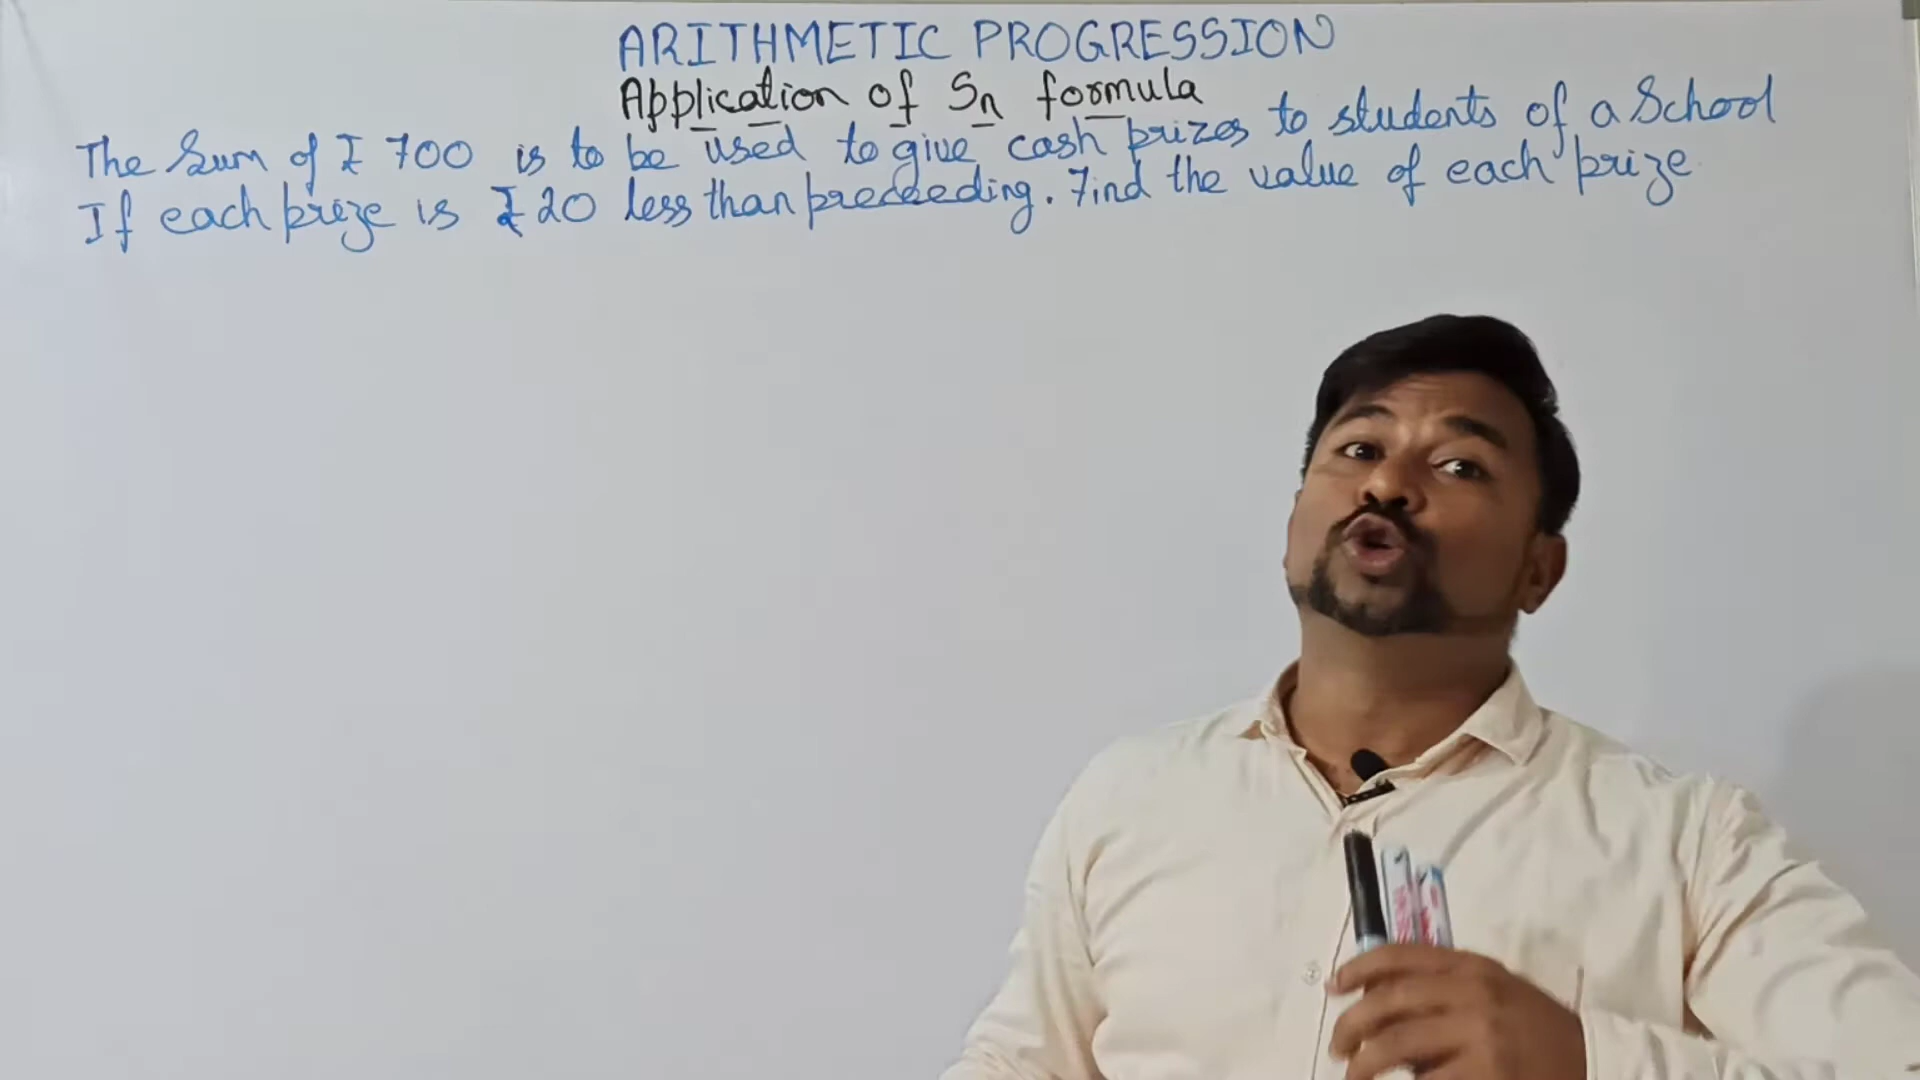 ARITHMETIC PROGRESSION
Application of Sn formula
The Sum of ₹ 700 is to be used to give cash prizes to students of a School
If each prize is ₹ 20 less than preceeding. Find the value of each prize